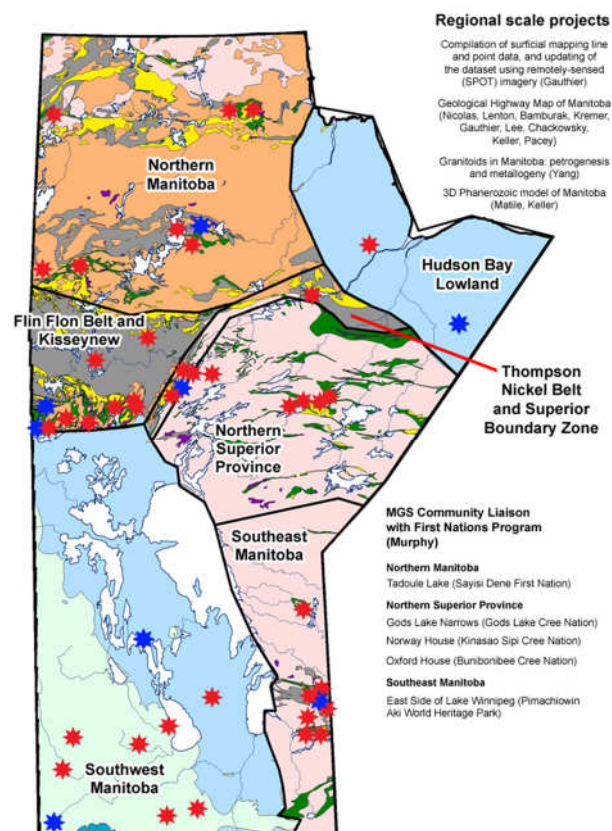 Regional scale projects
Compilation of surficial mapping line
and point data, and updating of
the dataset using remotely-sensed
(SPOT) imagery (Gauthier)
Geological Highway Map of Manitoba
(Nicolas, Lenton, Bamburak, Kremer,
Gauthier, Lee, Chackowsky,
Keller, Pacey)
Granitoids in Manitoba: petrogenesis
and metallogeny (Yang)
3D Phanerozoic model of Manitoba
(Matile, Keller)
Northern
Manitoba
Hudson Bay
Lowland
Flin Flon Belt and
Kisseynew
Thompson
Nickel Belt
and Superior
Boundary Zone
Northern
Superior
Province
Southeast
Manitoba
MGS Community Liaison
with First Nations Program
(Murphy)
Northern Manitoba
Tadoule Lake (Sayisi Dene First Nation)
Northern Superior Province
Gods Lake Narrows (Gods Lake Cree Nation)
Norway House (Kinasao Sipi Cree Nation)
Oxford House (Bunibonibee Cree Nation)
Southeast Manitoba
East Side of Lake Winnipeg (Pimachiowin
Aki World Heritage Park)
Southwest
Manitoba